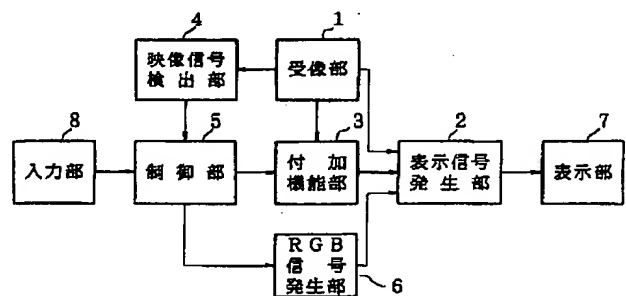 4
映像信号
検出部
1
受像部
8
入力部
5
制御部
3
付加
機能部
2
表示信号
発生部
7
表示部
RGB
信号
発生部
6